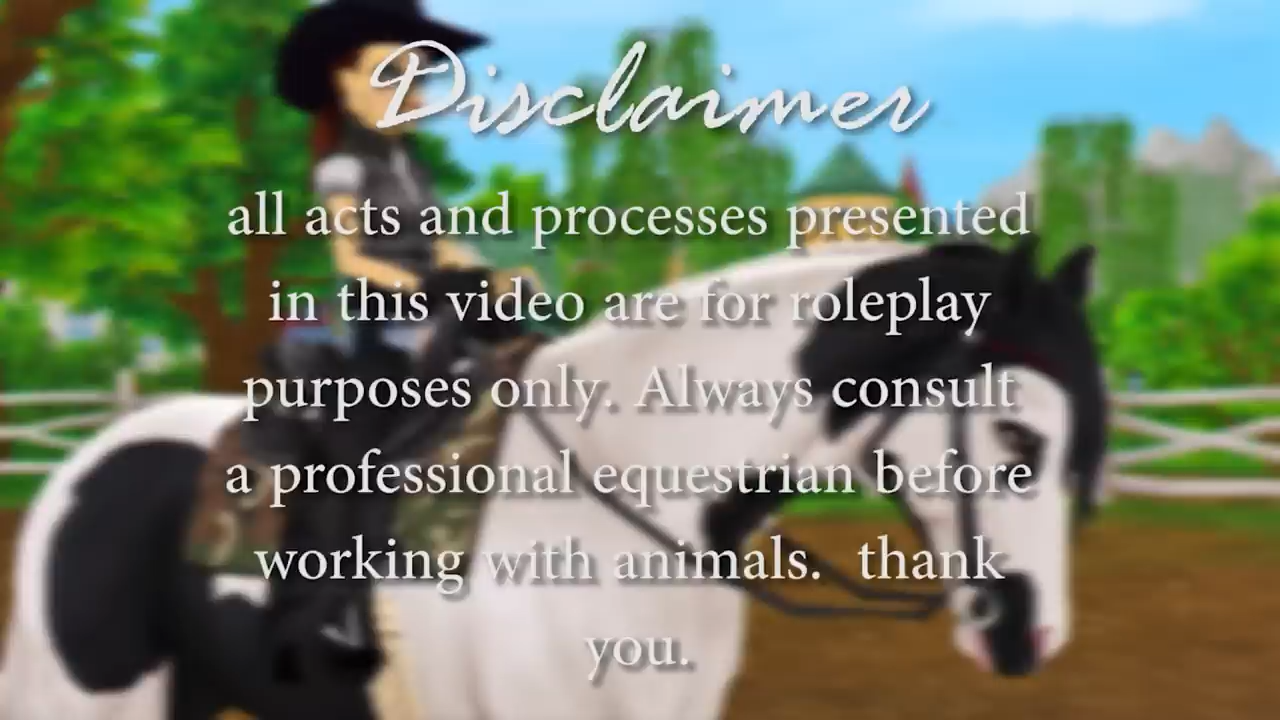 Disclaimer
all acts and processes presented
in this video are for roleplay
purposes only. Always consult
a professional equestrian before
working with animals.  thank
you.